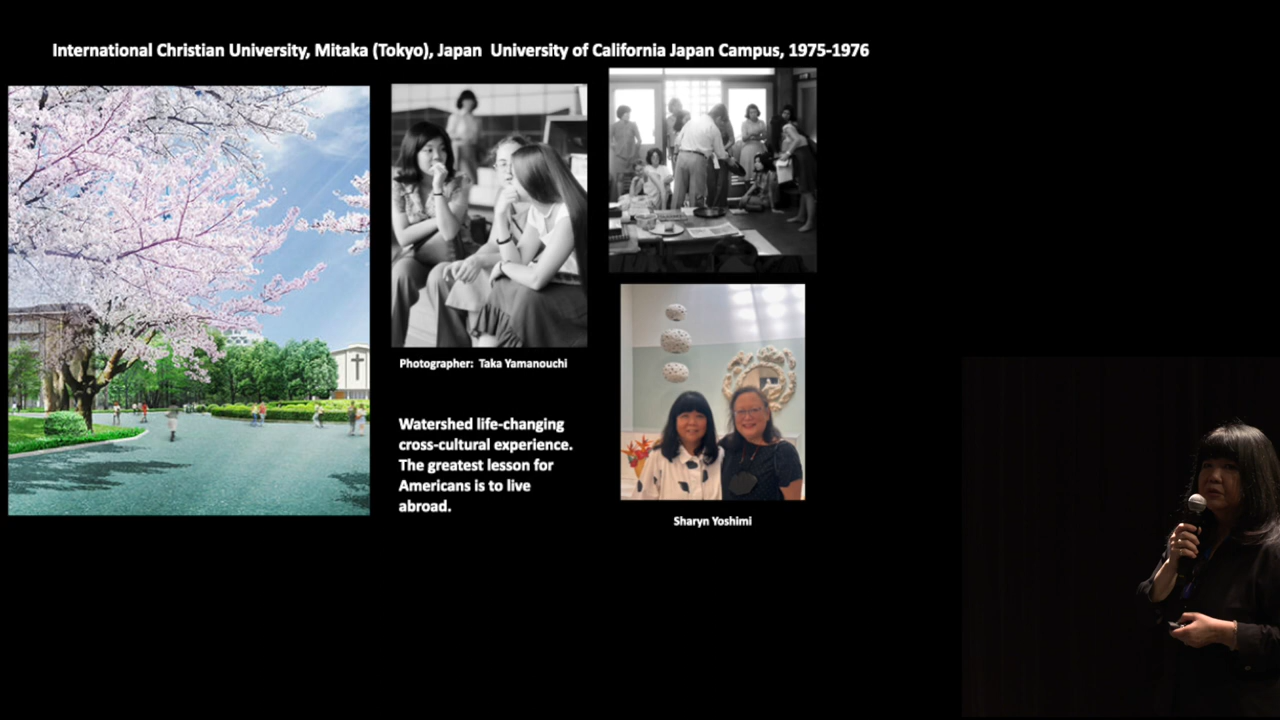 International Christian University, Mitaka (Tokyo), Japan  University of California Japan Campus, 1975-1976
Photographer:  Taka Yamanouchi
Watershed life-changing
cross-cultural experience.
The greatest lesson for
Americans is to live
abroad.
Sharyn Yoshimi